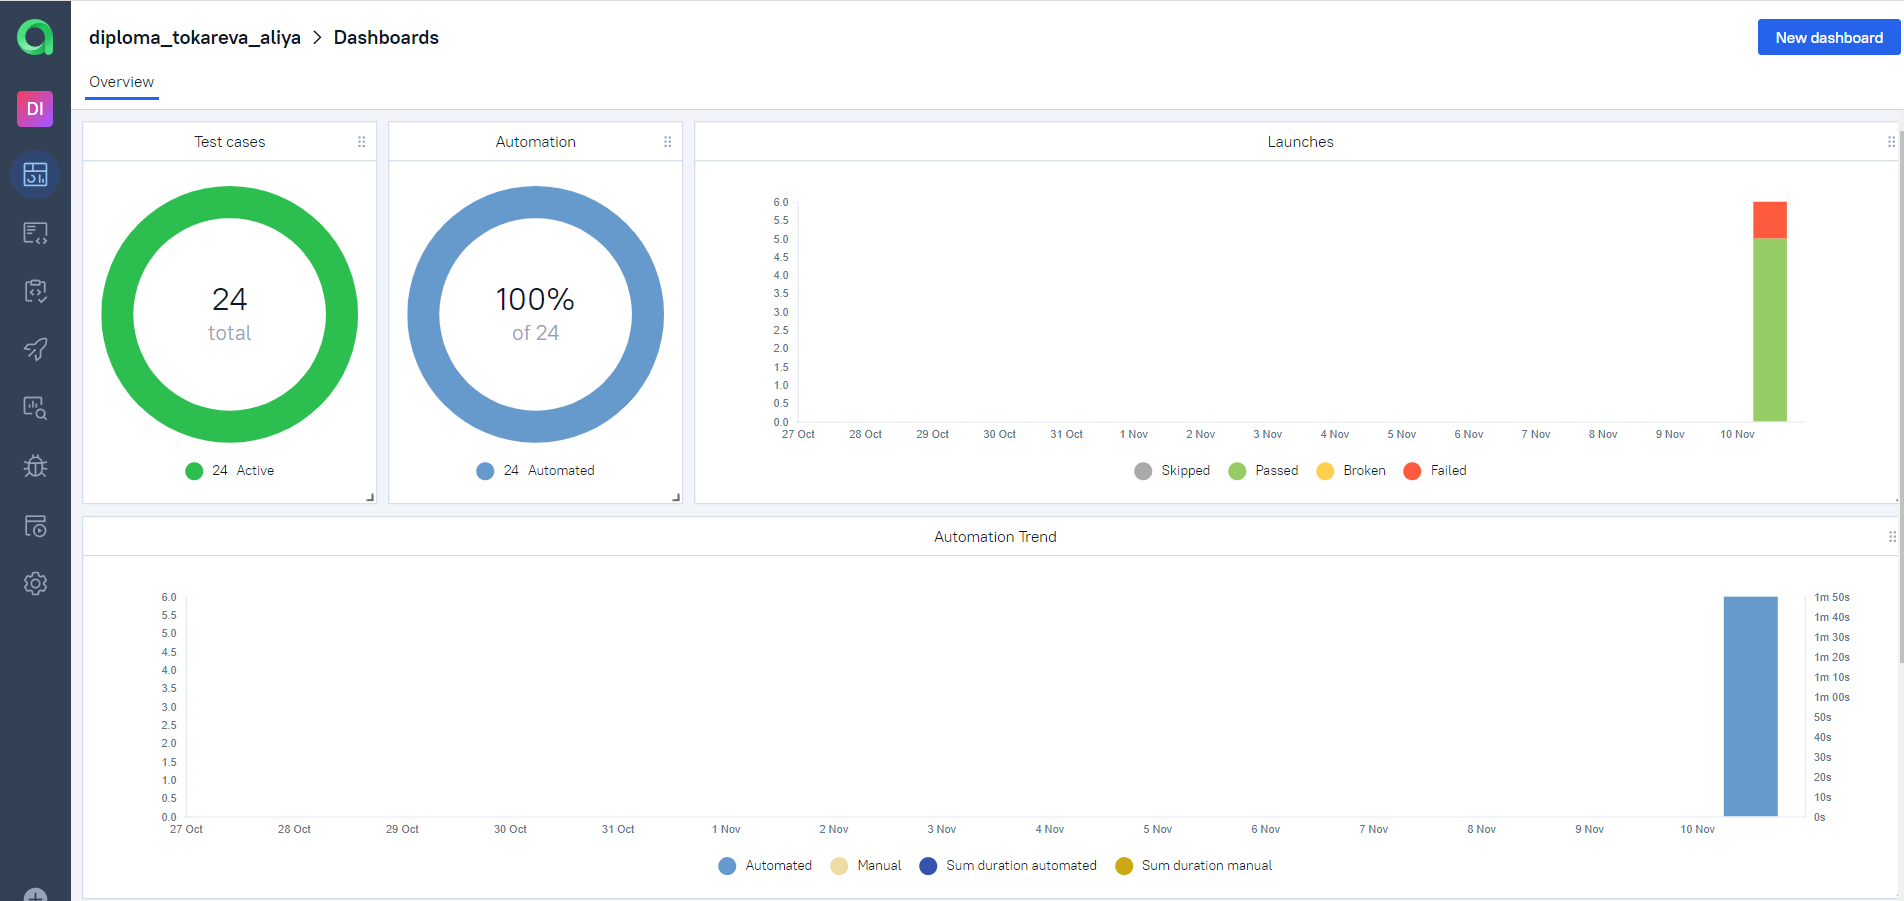 diploma_tokareva_aliya > Dashboards
New dashboard
Overview
DI
Test cases
24
total
24 Active
Automation
100%
of 24
24 Automated
Launches
6.0
5.5
5.0
4.5
4.0
3.5
3.0
2.5
2.0
1.5
1.0
0.5
0.0
27 Oct 28 Oct 29 Oct 30 Oct 31 Oct 1 Nov 2 Nov 3 Nov 4 Nov 5 Nov 6 Nov 7 Nov 8 Nov 9 Nov 10 Nov
Skipped Passed Broken Failed
Automation Trend
6.0
5.5
5.0
4.5
4.0
3.5
3.0
2.5
2.0
1.5
1.0
0.5
0.0
1m 50s
1m 40s
1m 30s
1m 20s
1m 10s
1m 00s
50s
40s
30s
20s
10s
0s
27 Oct 28 Oct 29 Oct 30 Oct 31 Oct 1 Nov 2 Nov 3 Nov 4 Nov 5 Nov 6 Nov 7 Nov 8 Nov 9 Nov 10 Nov
Automated Manual Sum duration automated Sum duration manual